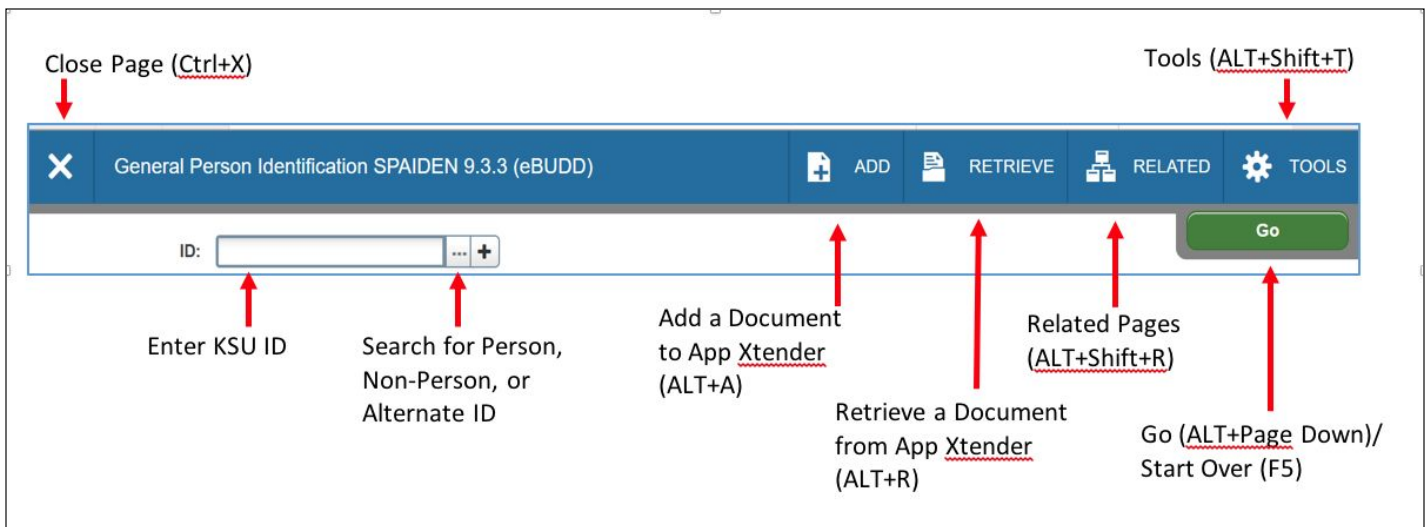 Close Page (Ctrl+X)
Tools (ALT+Shift+T)
General Person Identification SPAIDEN 9.3.3 (eBUDD)
ADD
RETRIEVE
RELATED
TOOLS
ID:
...
Go
Enter KSU ID
Search for Person,
Non-Person, or
Alternate ID
Add a Document
to App Xtender
(ALT+A)
Retrieve a Document
from App Xtender
(ALT+R)
Related Pages
(ALT+Shift+R)
Go (ALT+Page Down)/
Start Over (F5)